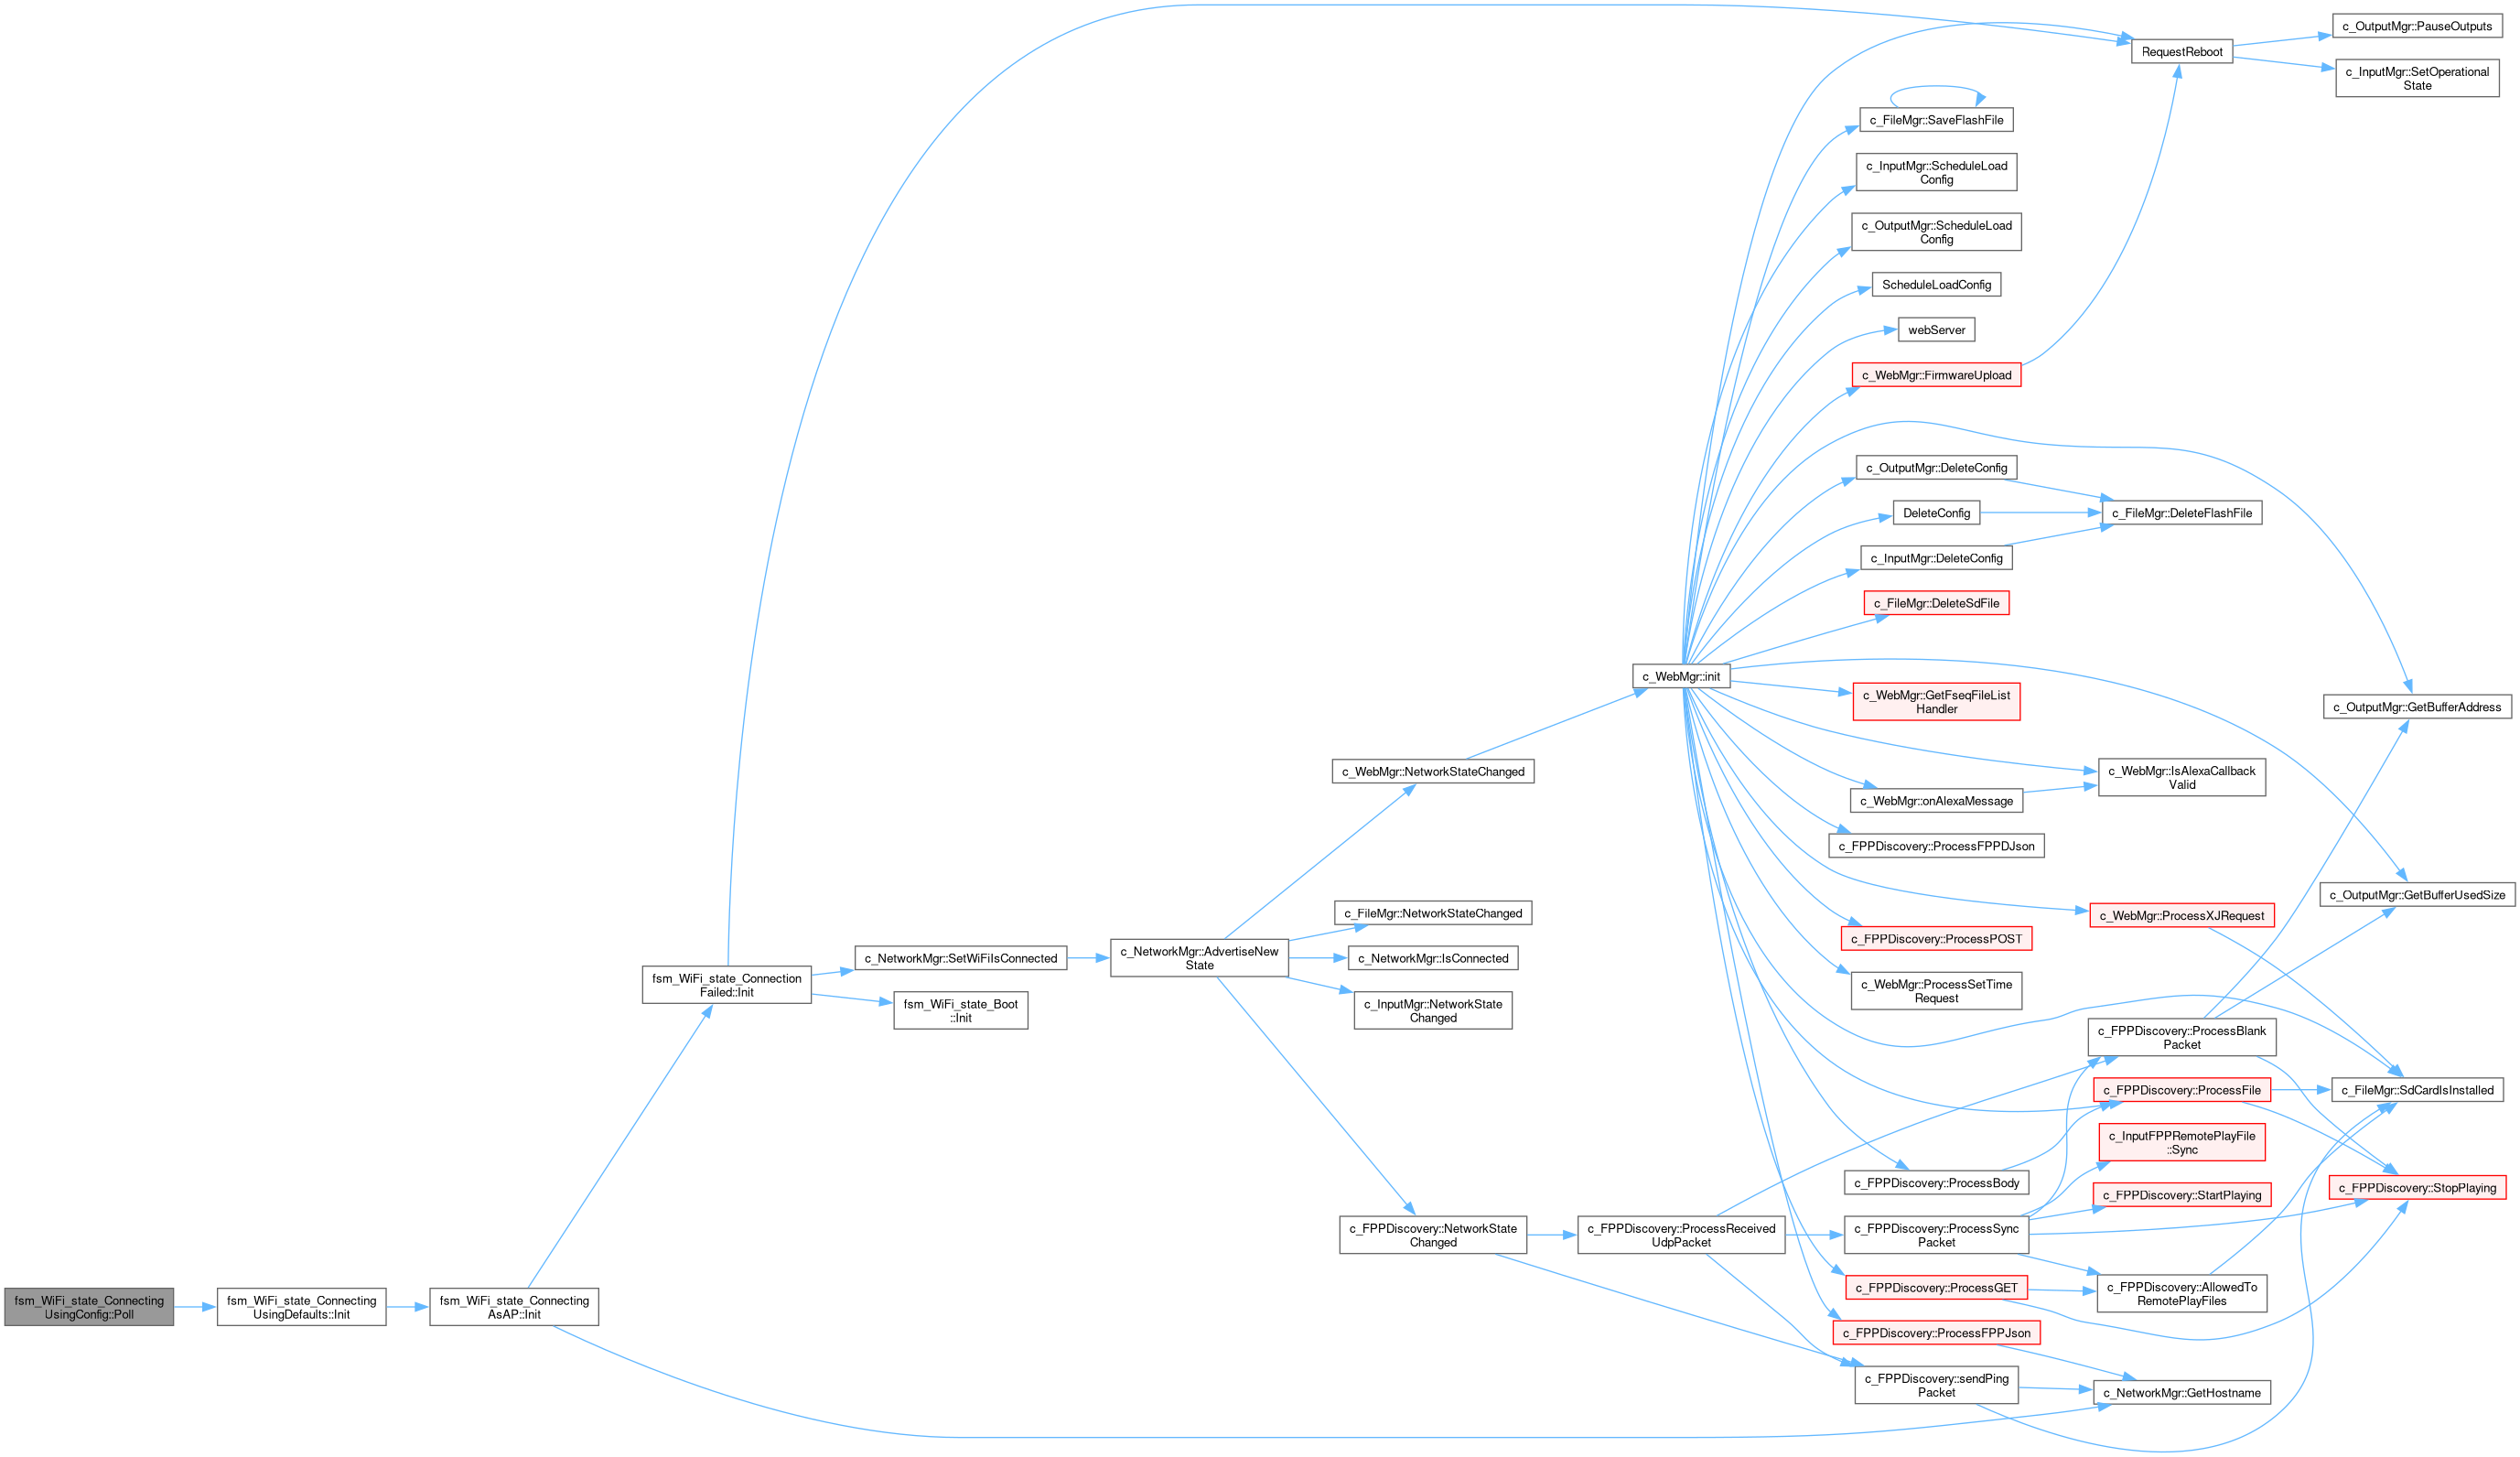 fsm_WiFi_state_Connecting
UsingConfig::Poll
fsm_WiFi_state_Connecting
UsingDefaults::Init
fsm_WiFi_state_Connecting
AsAP::Init
fsm_WiFi_state_Connection
Failed::Init
c_NetworkMgr::SetWiFiIsConnected
fsm_WiFi_state_Boot
::Init
c_NetworkMgr::AdvertiseNew
State
c_WebMgr::NetworkStateChanged
c_FileMgr::NetworkStateChanged
c_NetworkMgr::IsConnected
c_InputMgr::NetworkState
Changed
c_FPPDiscovery::NetworkState
Changed
c_FPPDiscovery::ProcessReceived
UdpPacket
c_WebMgr::init
c_FileMgr::SaveFlashFile
c_InputMgr::ScheduleLoad
Config
c_OutputMgr::ScheduleLoad
Config
ScheduleLoadConfig
webServer
c_WebMgr::FirmwareUpload
c_OutputMgr::DeleteConfig
DeleteConfig
c_InputMgr::DeleteConfig
c_FileMgr::DeleteSdFile
c_WebMgr::GetFseqFileList
Handler
c_WebMgr::onAlexaMessage
c_FPPDiscovery::ProcessFPPDJson
c_FPPDiscovery::ProcessPOST
c_WebMgr::ProcessSetTime
Request
c_FPPDiscovery::ProcessBody
c_FPPDiscovery::ProcessSync
Packet
c_FPPDiscovery::ProcessGET
c_FPPDiscovery::ProcessFPPJson
c_FPPDiscovery::sendPing
Packet
RequestReboot
c_FileMgr::DeleteFlashFile
c_WebMgr::IsAlexaCallback
Valid
c_WebMgr::ProcessXJRequest
c_FPPDiscovery::ProcessBlank
Packet
c_FPPDiscovery::ProcessFile
c_InputFPPRemotePlayFile
::Sync
c_FPPDiscovery::StartPlaying
c_FPPDiscovery::AllowedTo
RemotePlayFiles
c_NetworkMgr::GetHostname
c_OutputMgr::PauseOutputs
c_InputMgr::SetOperational
State
c_OutputMgr::GetBufferAddress
c_OutputMgr::GetBufferUsedSize
c_FileMgr::SdCardIsInstalled
c_FPPDiscovery::StopPlaying